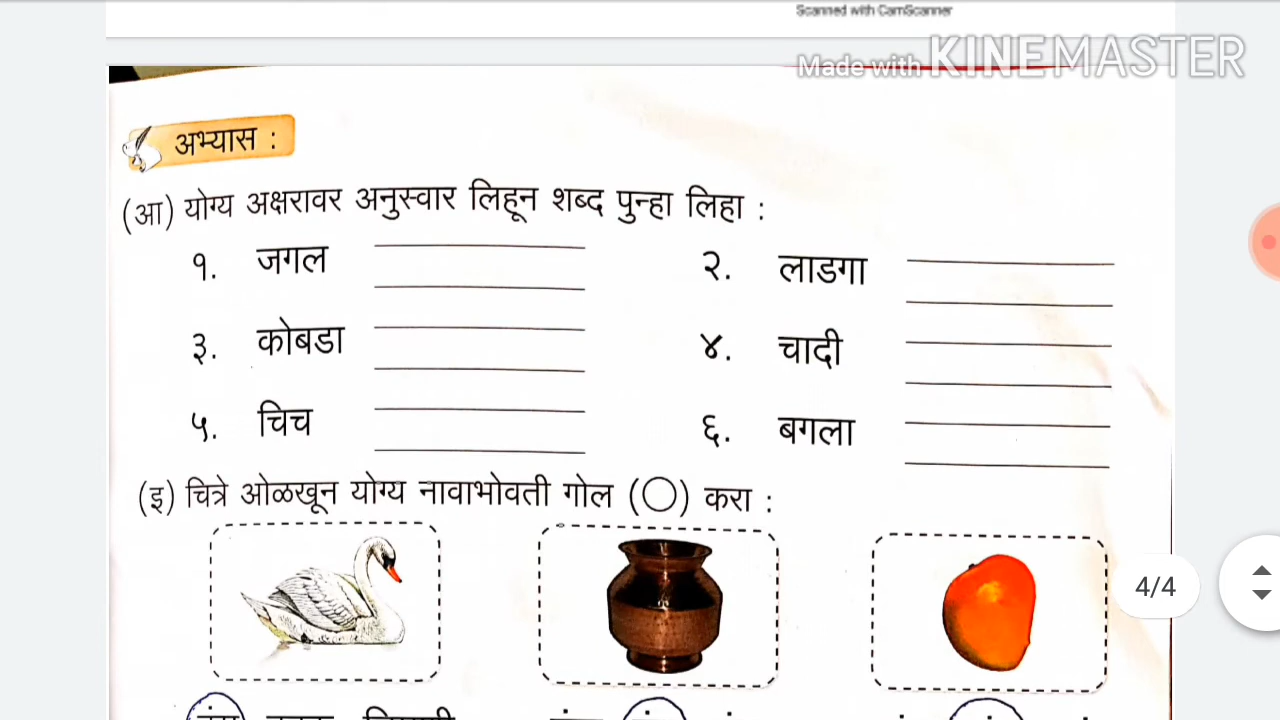 Scanned with CamScanner
Made with KINEMASTER
अभ्यास :
(आ) योग्य अक्षरावर अनुस्वार लिहून शब्द पुन्हा लिहा :
१. जगल
२. लाडगा
३. कोबडा
४. चादी
५. चिच
६. बगला
(इ) चित्रे ओळखून योग्य नावाभोवती गोल (○) करा :
4/4